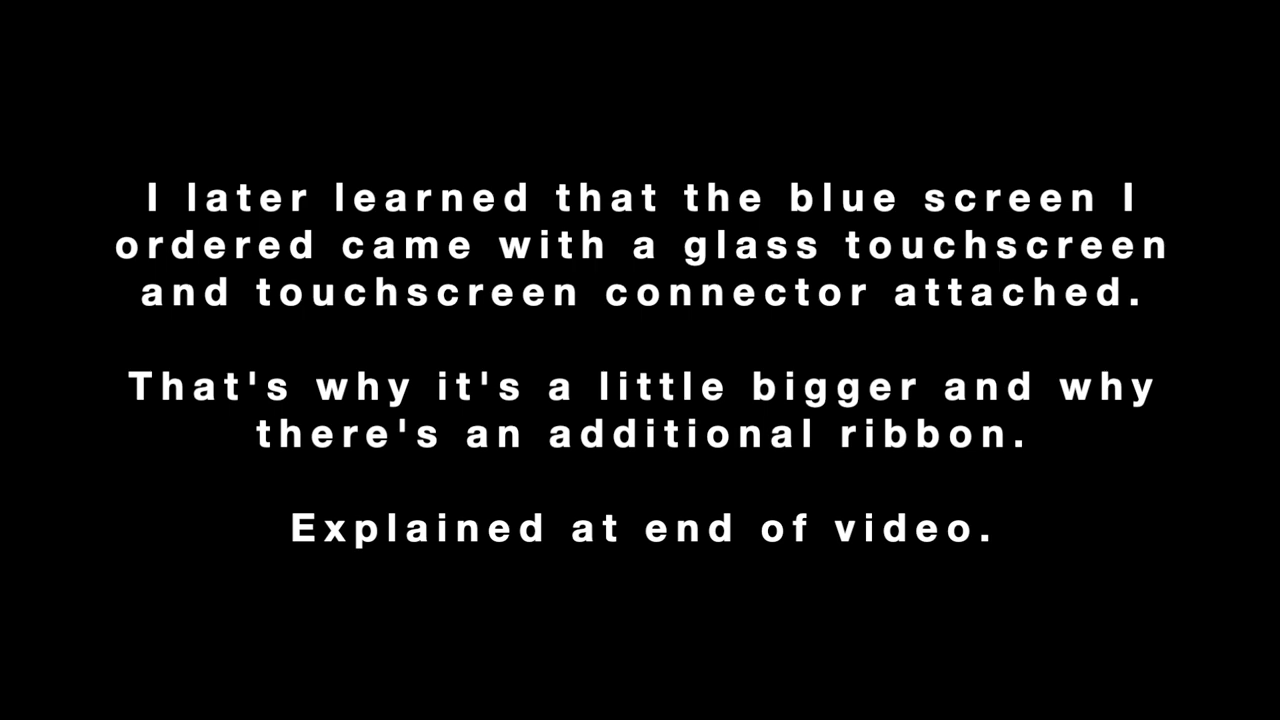 I later learned that the blue screen I
ordered came with a glass touchscreen
and touchscreen connector attached.
That's why it's a little bigger and why
there's an additional ribbon.
Explained at end of video.